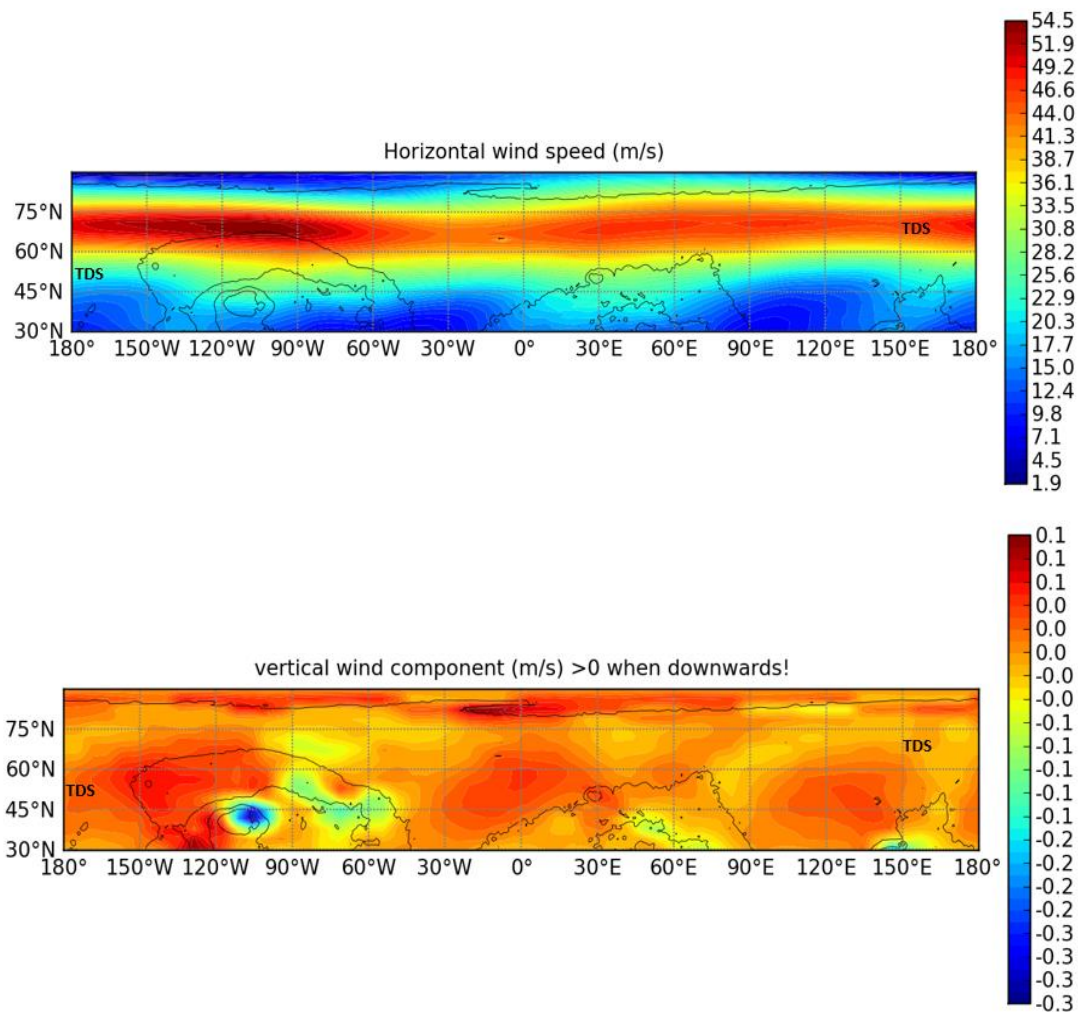 Horizontal wind speed (m/s)
54.5
51.9
49.2
46.6
44.0
41.3
38.7
36.1
33.5
30.8
28.2
25.6
22.9
20.3
17.7
15.0
12.4
9.8
7.1
4.5
1.9
75°N
60°N
45°N
30°N
TDS
TDS
180° 150°W 120°W 90°W 60°W 30°W 0° 30°E 60°E 90°E 120°E 150°E 180°
vertical wind component (m/s) >0 when downwards!
0.1
0.1
0.1
0.0
0.0
0.0
-0.0
-0.0
-0.1
-0.1
-0.1
-0.1
-0.2
-0.2
-0.2
-0.2
-0.2
-0.3
-0.3
-0.3
-0.3
75°N
60°N
45°N
30°N
TDS
TDS
180° 150°W 120°W 90°W 60°W 30°W 0° 30°E 60°E 90°E 120°E 150°E 180°